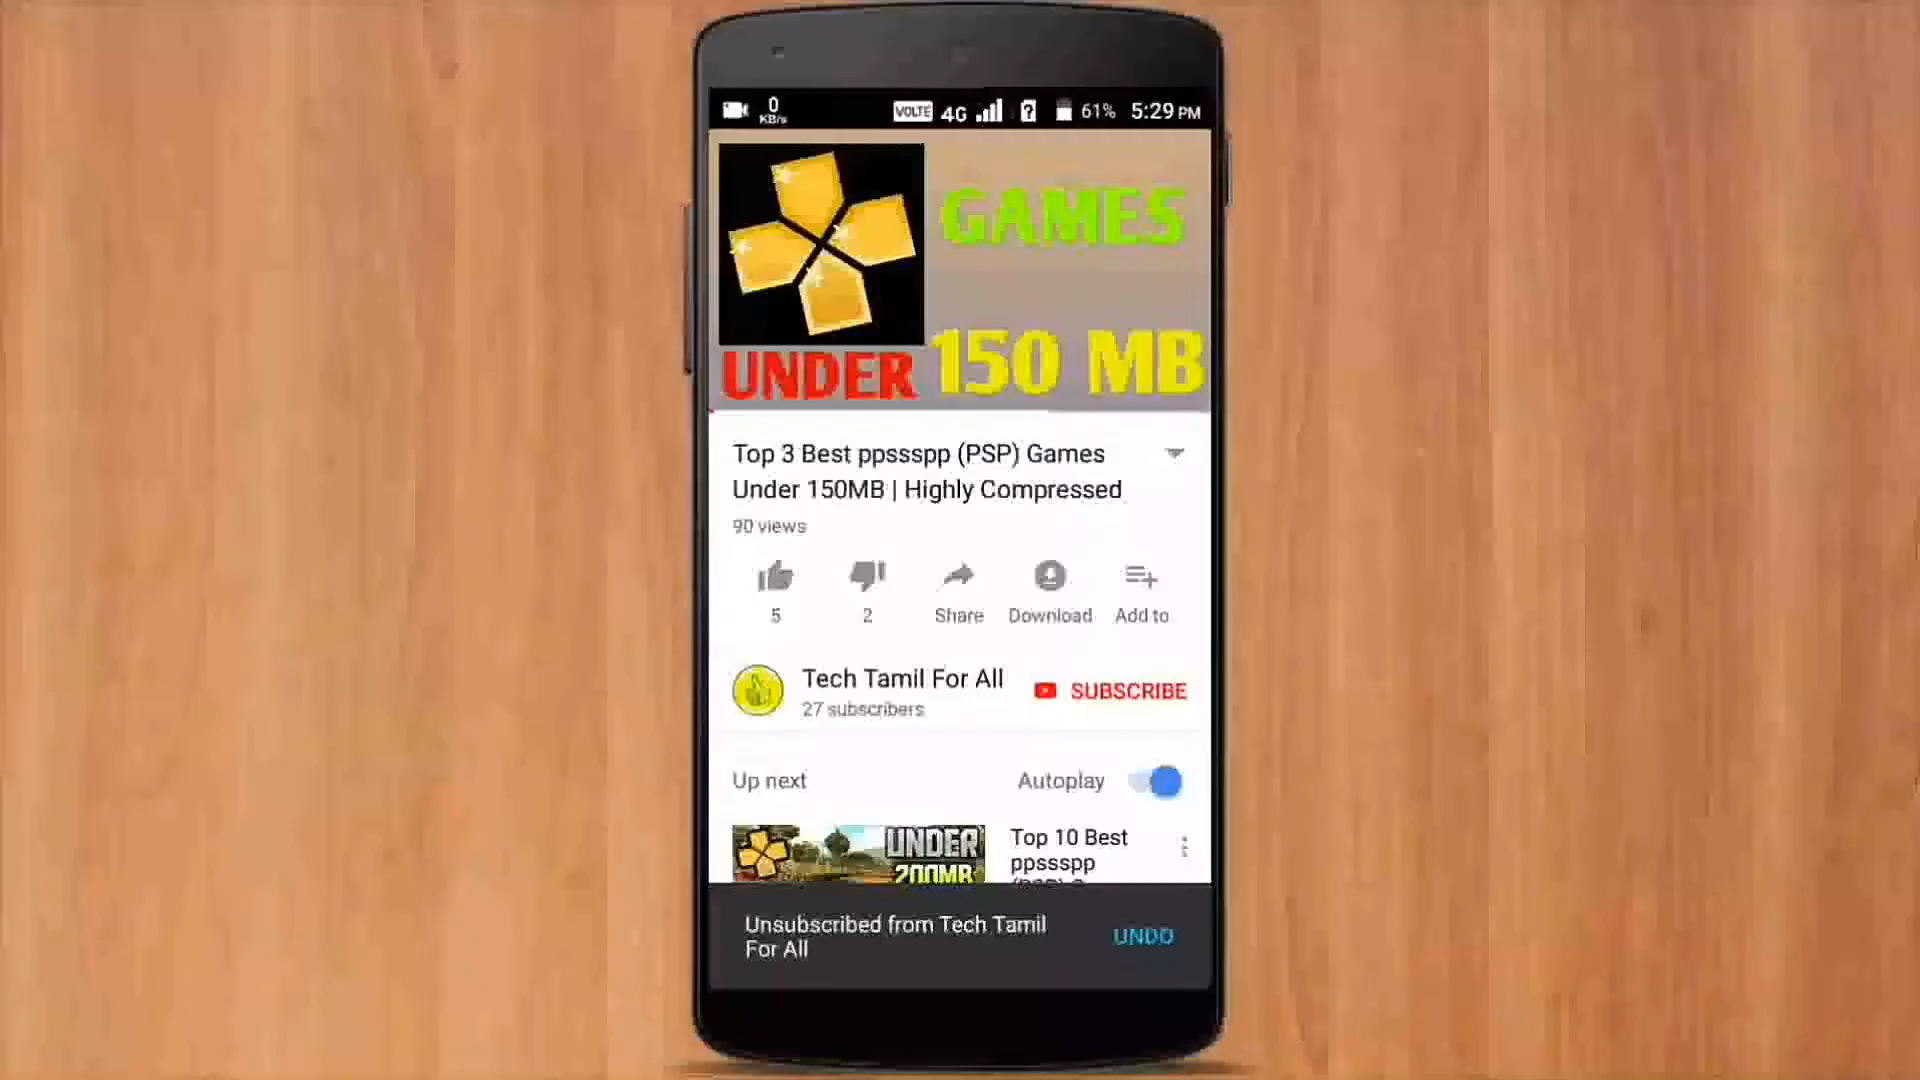 0
KB/s
VOLTE 4G 61% 5:29 PM
GAMES
UNDER 150 MB
Top 3 Best ppssspp (PSP) Games
Under 150MB | Highly Compressed
90 views
5
2
Share
Download
Add to
Tech Tamil For All
27 subscribers
SUBSCRIBE
Up next
Autoplay
UNDER
200MB
Top 10 Best
ppssspp
Unsubscribed from Tech Tamil
For All
UNDO